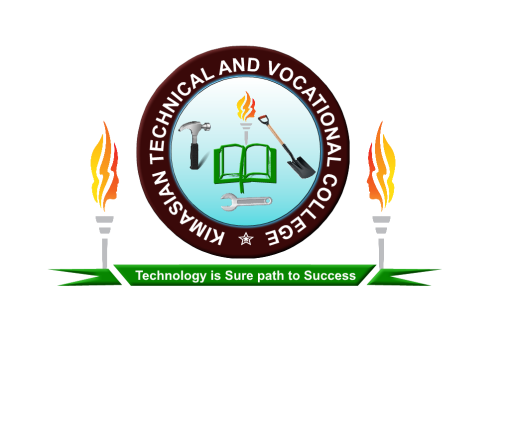 KIMASIAN TECHNICAL AND VOCATIONAL COLLEGE
Technology is Sure path to Success